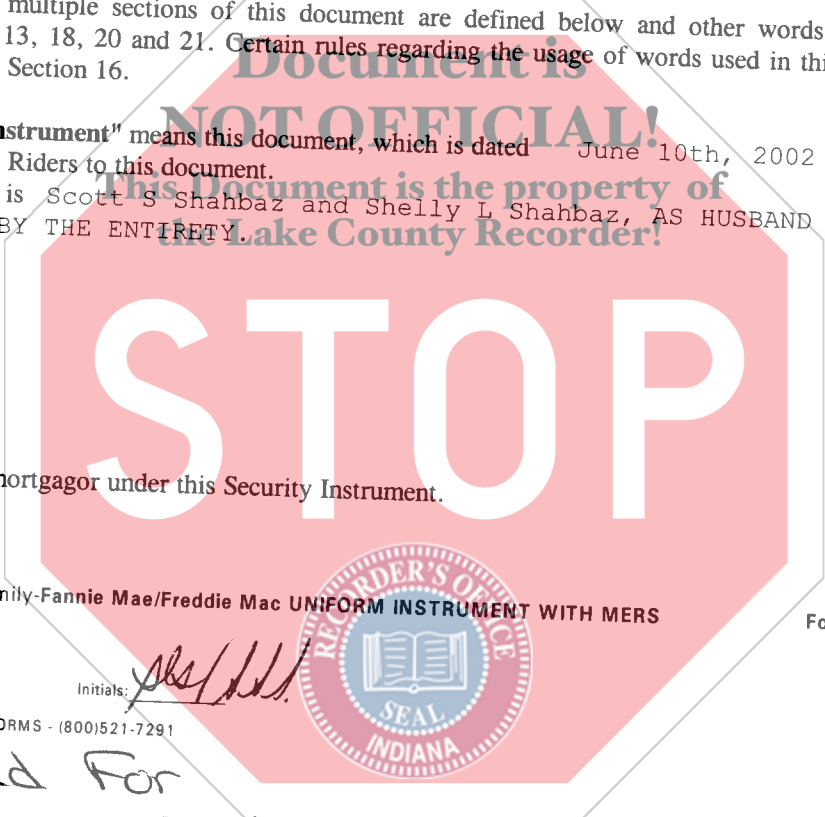 multiple sections of this document are defined below and other words
13, 18, 20 and 21. Certain rules regarding the usage of words used in thi
Section 16.
Document is
NOT OFFICIAL!
This Document is the property of
the Lake County Recorder!
nstrument" means this document, which is dated June 10th, 2002
Riders to this document.
is Scott S Shahbaz and Shelly L Shahbaz, AS HUSBAND
BY THE ENTIRETY.
STOP
nortgagor under this Security Instrument.
nily-Fannie Mae/Freddie Mac UNIFORM INSTRUMENT WITH MERS
Fo
Initials:
ORMS - (800)521-7291
RECORDER'S OFFICE
SEAL
INDIANA
d For